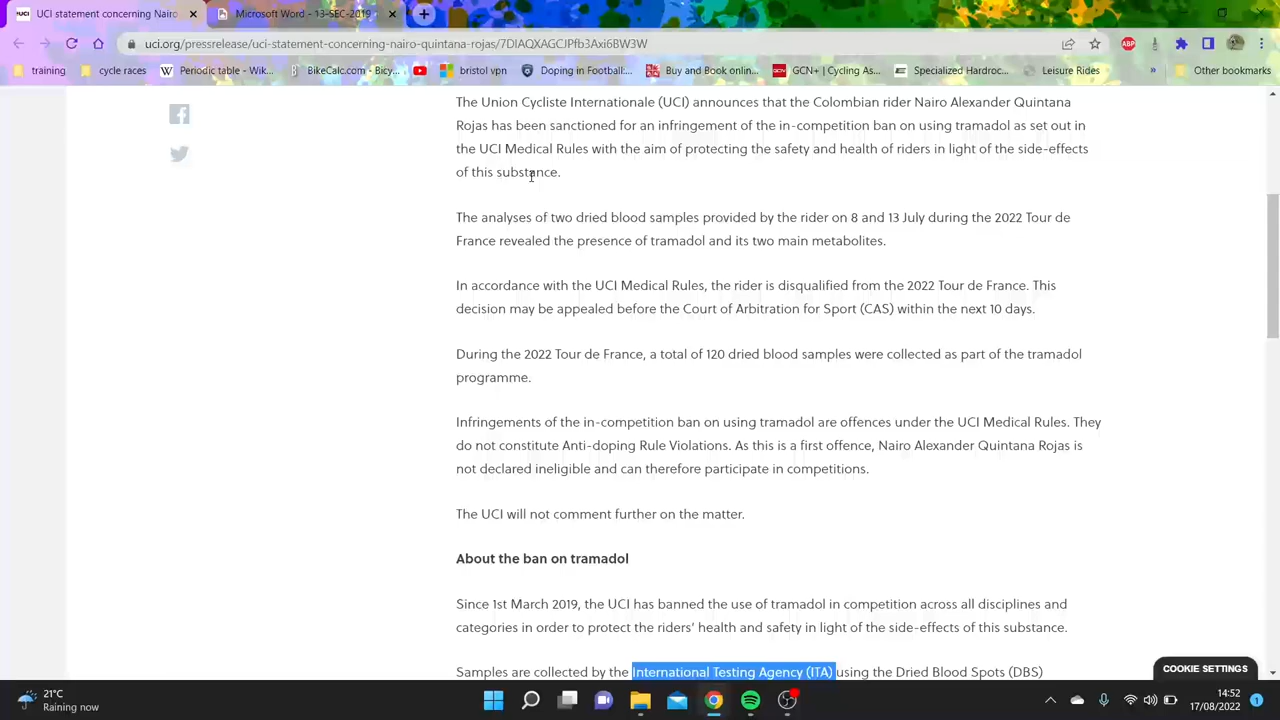 UCI statement concerning Nairo
Microsoft Word - 13-SEP-2019
uci.org/pressrelease/uci-statement-concerning-nairo-quintana-rojas/7DIAQXAGCJPfb3Axi6BW3W
training
cycle races
Periodic table - Wik...
BikeCalc.com - Bicy...
bristol vpn
Doping in Football:...
Buy and Book onlin...
GCN+ | Cycling As...
Specialized Hardroc...
Leisure Rides
»
Other bookmarks
The Union Cycliste Internationale (UCI) announces that the Colombian rider Nairo Alexander Quintana
Rojas has been sanctioned for an infringement of the in-competition ban on using tramadol as set out in
the UCI Medical Rules with the aim of protecting the safety and health of riders in light of the side-effects
of this substance.
The analyses of two dried blood samples provided by the rider on 8 and 13 July during the 2022 Tour de
France revealed the presence of tramadol and its two main metabolites.
In accordance with the UCI Medical Rules, the rider is disqualified from the 2022 Tour de France. This
decision may be appealed before the Court of Arbitration for Sport (CAS) within the next 10 days.
During the 2022 Tour de France, a total of 120 dried blood samples were collected as part of the tramadol
programme.
Infringements of the in-competition ban on using tramadol are offences under the UCI Medical Rules. They
do not constitute Anti-doping Rule Violations. As this is a first offence, Nairo Alexander Quintana Rojas is
not declared ineligible and can therefore participate in competitions.
The UCI will not comment further on the matter.
About the ban on tramadol
Since 1st March 2019, the UCI has banned the use of tramadol in competition across all disciplines and
categories in order to protect the riders' health and safety in light of the side-effects of this substance.
Samples are collected by the International Testing Agency (ITA) using the Dried Blood Spots (DBS)
COOKIE SETTINGS
21°C
Raining now
14:52
17/08/2022